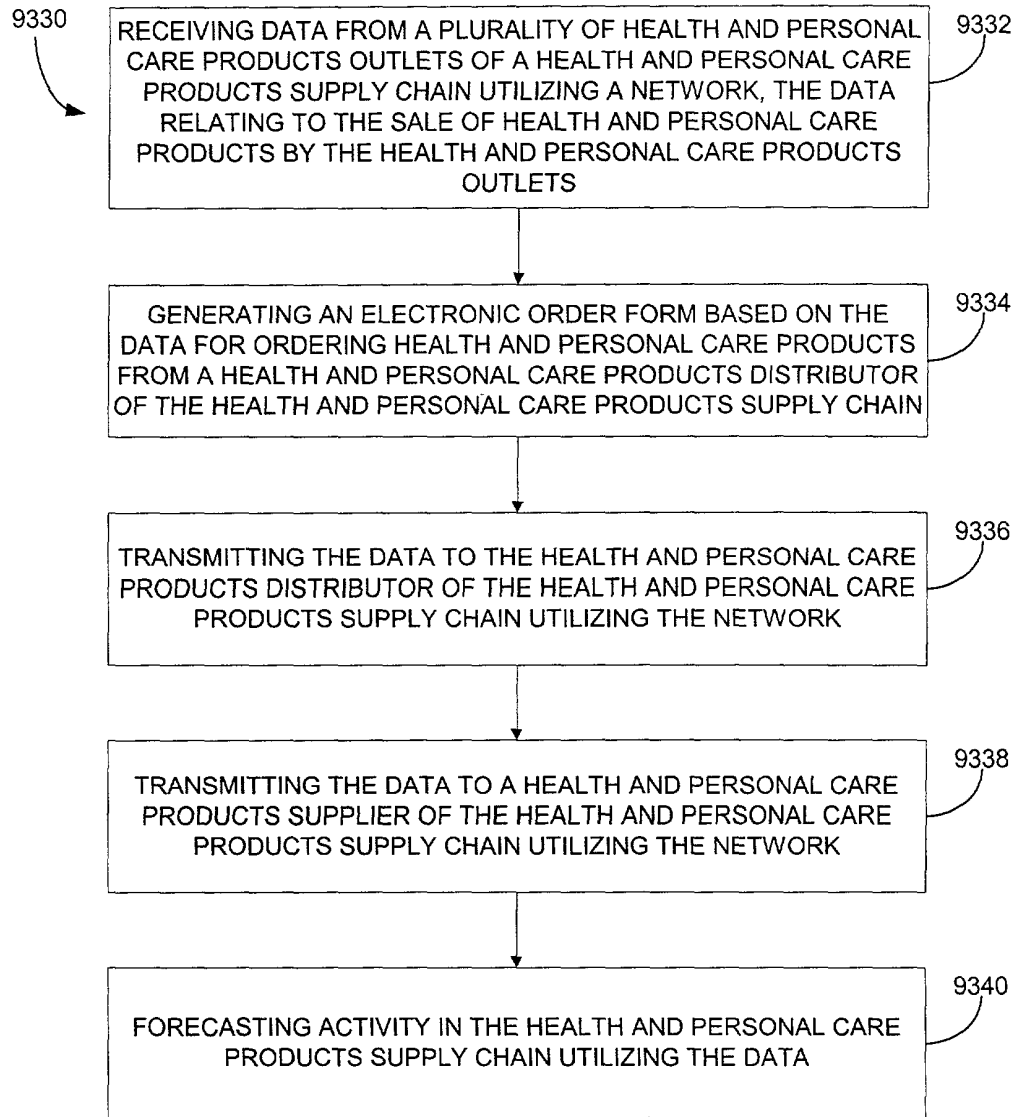 9330
RECEIVING DATA FROM A PLURALITY OF HEALTH AND PERSONAL
CARE PRODUCTS OUTLETS OF A HEALTH AND PERSONAL CARE
PRODUCTS SUPPLY CHAIN UTILIZING A NETWORK, THE DATA
RELATING TO THE SALE OF HEALTH AND PERSONAL CARE
PRODUCTS BY THE HEALTH AND PERSONAL CARE PRODUCTS
OUTLETS
9332
GENERATING AN ELECTRONIC ORDER FORM BASED ON THE
DATA FOR ORDERING HEALTH AND PERSONAL CARE PRODUCTS
FROM A HEALTH AND PERSONAL CARE PRODUCTS DISTRIBUTOR
OF THE HEALTH AND PERSONAL CARE PRODUCTS SUPPLY CHAIN
9334
TRANSMITTING THE DATA TO THE HEALTH AND PERSONAL CARE
PRODUCTS DISTRIBUTOR OF THE HEALTH AND PERSONAL CARE
PRODUCTS SUPPLY CHAIN UTILIZING THE NETWORK
9336
TRANSMITTING THE DATA TO A HEALTH AND PERSONAL CARE
PRODUCTS SUPPLIER OF THE HEALTH AND PERSONAL CARE
PRODUCTS SUPPLY CHAIN UTILIZING THE NETWORK
9338
FORECASTING ACTIVITY IN THE HEALTH AND PERSONAL CARE
PRODUCTS SUPPLY CHAIN UTILIZING THE DATA
9340